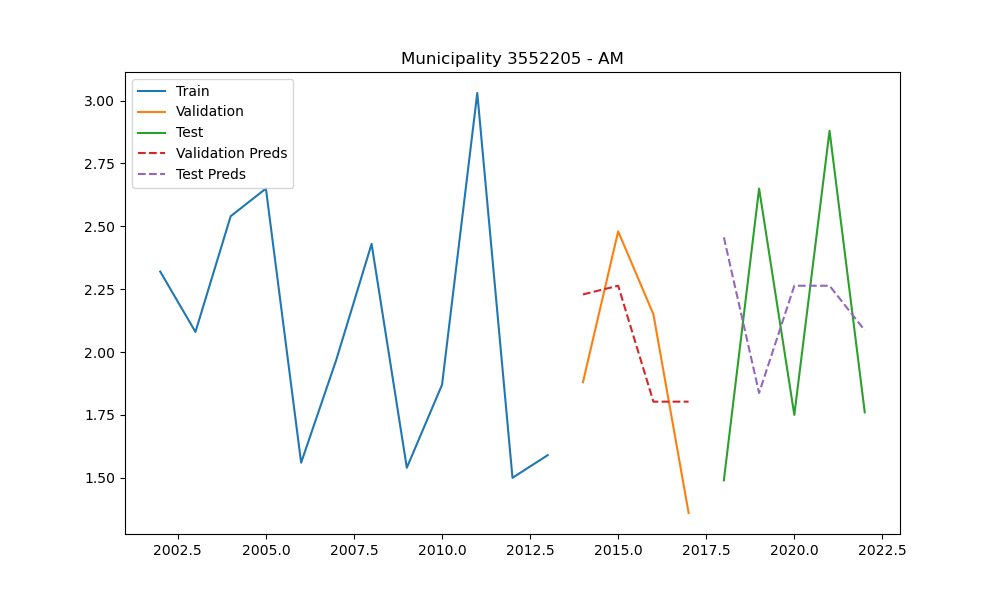 Municipality 3552205 - AM
Train
Validation
Test
Validation Preds
Test Preds
3.00
2.75
2.50
2.25
2.00
1.75
1.50
2002.5 2005.0 2007.5 2010.0 2012.5 2015.0 2017.5 2020.0 2022.5